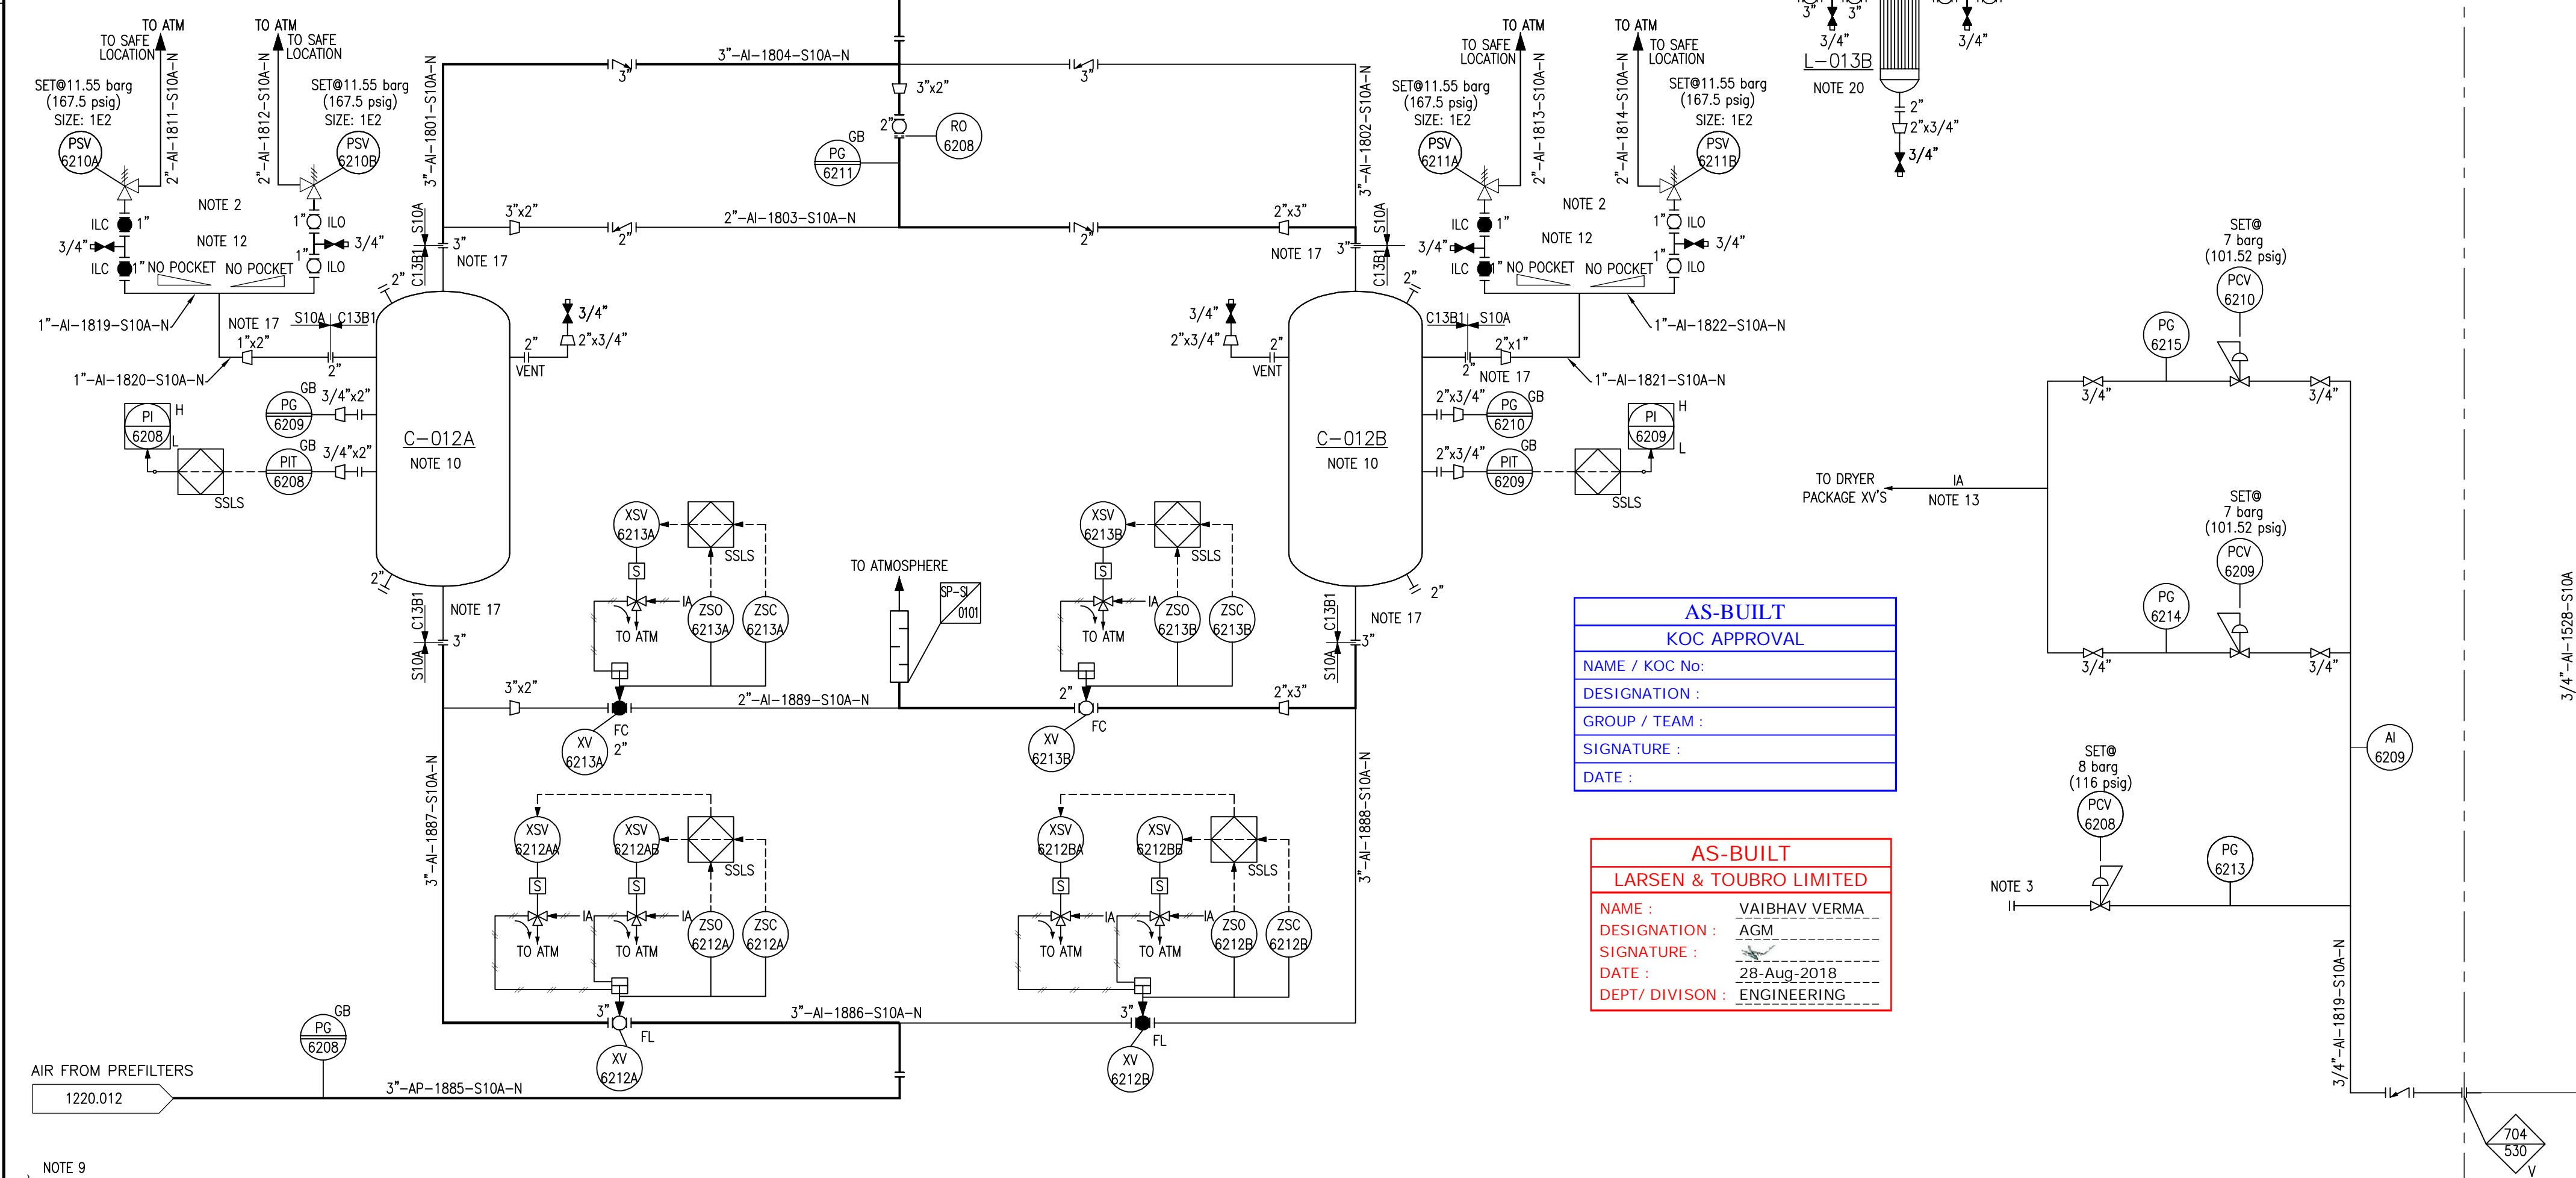 TO ATM
TO SAFE
LOCATION
TO ATM
TO SAFE
LOCATION
SET@11.55 barg
(167.5 psig)
SIZE: 1E2
PSV
6210A
2"-AI-1811-S10A-N
2"-AI-1812-S10A-N
SET@11.55 barg
(167.5 psig)
SIZE: 1E2
PSV
6210B
NOTE 2
ILC
1"
1"
ILO
3/4"
NOTE 12
3/4"
ILC
1"
NO POCKET
NO POCKET
1"
ILO
1"-AI-1819-S10A-N
NOTE 17
S10A
C13B1
1"x2"
2"
1"-AI-1820-S10A-N
3"-AI-1801-S10A-N
3"
3"-AI-1804-S10A-N
3"
3"x2"
2"
RO
6208
GB
PG
6211
3"-AI-1802-S10A-N
3"x2"
2"
2"-AI-1803-S10A-N
2"
2"x3"
S10A
C13B1
3"
NOTE 17
NOTE 17
3"
S10A
C13B1
2"
3/4"
2"x3/4"
2"
VENT
GB
PG
6209
3/4"x2"
PI
6208
H
L
SSLS
GB
PIT
6208
3/4"x2"
C-012A
NOTE 10
2"
C13B1
S10A
NOTE 17
3"
TO ATM
TO SAFE
LOCATION
TO ATM
TO SAFE
LOCATION
SET@11.55 barg
(167.5 psig)
SIZE: 1E2
PSV
6211A
2"-AI-1813-S10A-N
2"-AI-1814-S10A-N
SET@11.55 barg
(167.5 psig)
SIZE: 1E2
PSV
6211B
NOTE 2
ILC
1"
1"
ILO
3/4"
NOTE 12
3/4"
ILC
1"
NO POCKET
NO POCKET
1"
ILO
2"
C13B1
S10A
2"x1"
2"
NOTE 17
1"-AI-1822-S10A-N
1"-AI-1821-S10A-N
3/4"
2"x3/4"
2"
VENT
2"x3/4"
GB
PG
6210
PI
6209
H
L
2"x3/4"
GB
PIT
6209
SSLS
C-012B
NOTE 10
2"
C13B1
S10A
NOTE 17
3"
XSV
6213A
SSLS
S
IA
TO ATM
ZSO
6213A
ZSC
6213A
TO ATMOSPHERE
SP-SI
0101
XSV
6213B
SSLS
S
IA
TO ATM
ZSO
6213B
ZSC
6213B
3"x2"
2"-AI-1889-S10A-N
2"
2"x3"
FC
2"
XV
6213A
FC
XV
6213B
3"-AI-1887-S10A-N
3"-AI-1888-S10A-N
XSV
6212AA
XSV
6212AB
SSLS
S
S
IA
IA
TO ATM
TO ATM
ZSO
6212A
ZSC
6212A
XSV
6212BA
XSV
6212BB
SSLS
S
S
IA
IA
TO ATM
TO ATM
ZSO
6212B
ZSC
6212B
3"
3"-AI-1886-S10A-N
3"
FL
FL
XV
6212A
XV
6212B
GB
PG
6208
AIR FROM PREFILTERS
1220.012
3"-AP-1885-S10A-N
NOTE 9
3"
3"
3/4"
3/4"
L-013B
NOTE 20
2"
2"x3/4"
3/4"
SET@
7 barg
(101.52 psig)
PCV
6210
PG
6215
3/4"
3/4"
TO DRYER
PACKAGE XV'S
IA
NOTE 13
SET@
7 barg
(101.52 psig)
PCV
6209
PG
6214
3/4"
3/4"
AI
6209
SET@
8 barg
(116 psig)
PCV
6208
PG
6213
NOTE 3
3/4"-AI-1819-S10A-N
3/4"-AI-1528-S10A
704
530
V
AS-BUILT
KOC APPROVAL
NAME / KOC No:
DESIGNATION :
GROUP / TEAM :
SIGNATURE :
DATE :
AS-BUILT
LARSEN & TOUBRO LIMITED
NAME : VAIBHAV VERMA
DESIGNATION : AGM
SIGNATURE :
DATE : 28-Aug-2018
DEPT/ DIVISON : ENGINEERING